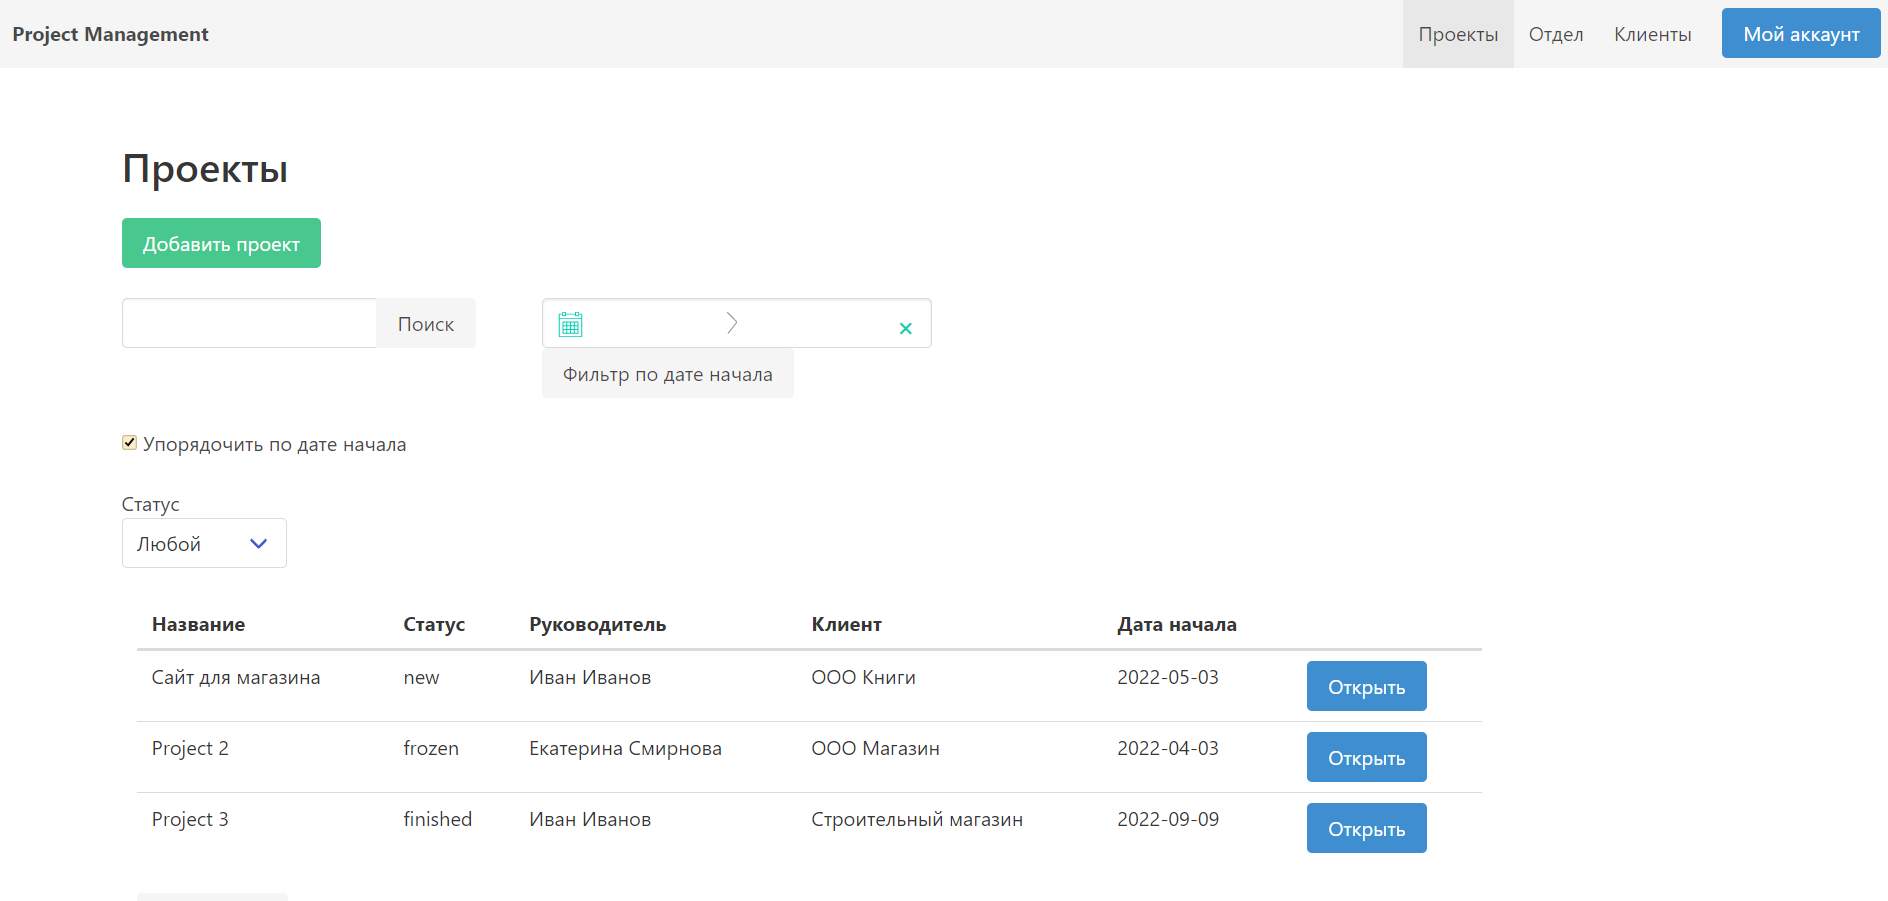 Project Management
Проекты Отдел Клиенты Мой аккаунт
Проекты
Добавить проект
Поиск
Фильтр по дате начала
Упорядочить по дате начала
Статус
Любой
Название Статус Руководитель Клиент Дата начала
Сайт для магазина new Иван Иванов ООО Книги 2022-05-03 Открыть
Project 2 frozen Екатерина Смирнова ООО Магазин 2022-04-03 Открыть
Project 3 finished Иван Иванов Строительный магазин 2022-09-09 Открыть